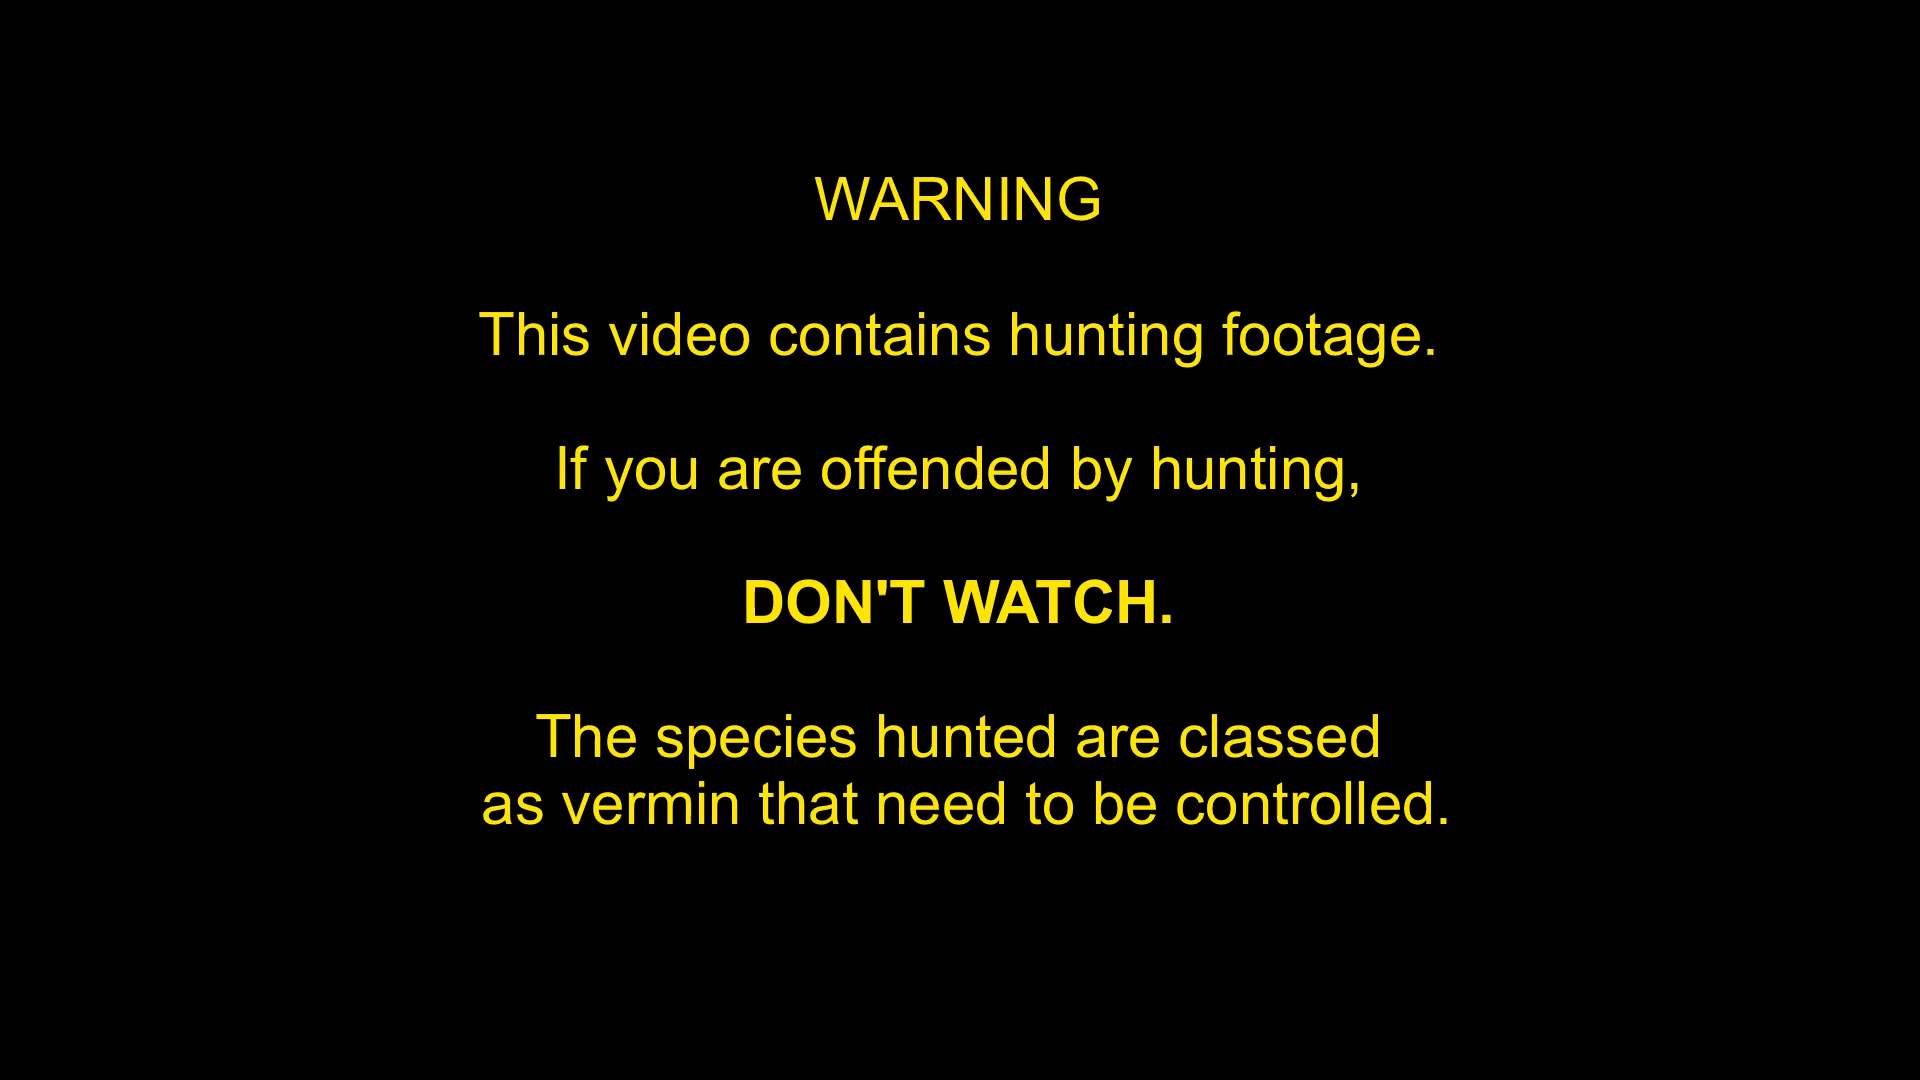 WARNING
This video contains hunting footage.
If you are offended by hunting,
DON'T WATCH.
The species hunted are classed
as vermin that need to be controlled.